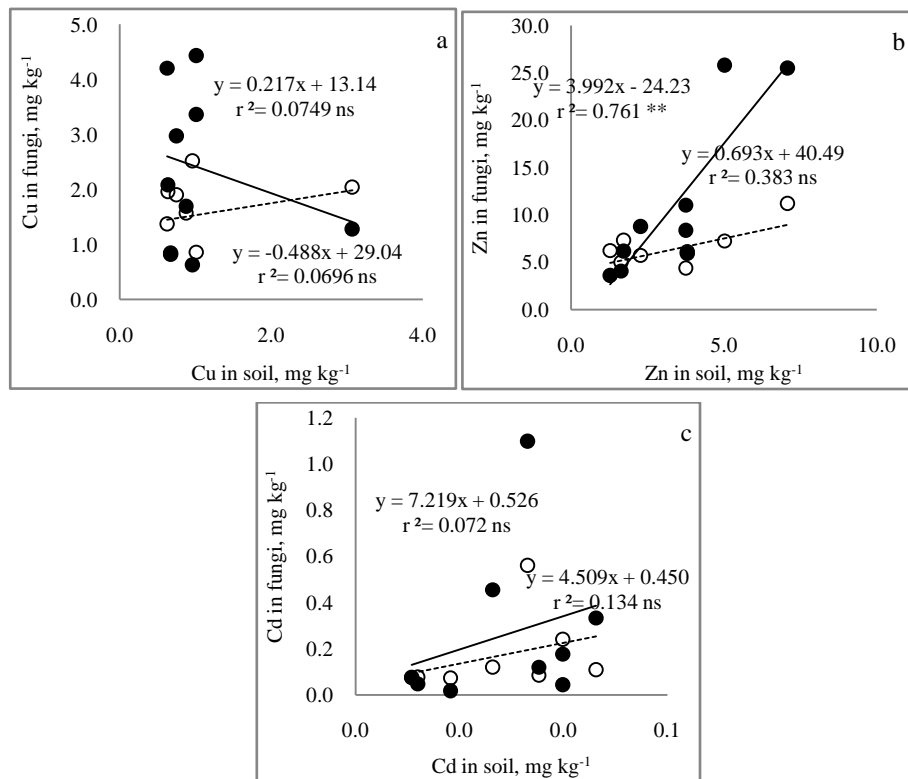 a
5.0
4.0
3.0
2.0
1.0
0.0
Cu in fungi, mg kg⁻¹
y = 0.217x + 13.14
r ²= 0.0749 ns
y = -0.488x + 29.04
r ²= 0.0696 ns
0.0 2.0 4.0
Cu in soil, mg kg⁻¹
b
30.0
25.0
20.0
15.0
10.0
5.0
0.0
Zn in fungi, mg kg⁻¹
y = 3.992x - 24.23
r ²= 0.761 **
y = 0.693x + 40.49
r ²= 0.383 ns
0.0 5.0 10.0
Zn in soil, mg kg⁻¹
c
1.2
1.0
0.8
0.6
0.4
0.2
0.0
Cd in fungi, mg kg⁻¹
y = 7.219x + 0.526
r ²= 0.072 ns
y = 4.509x + 0.450
r ²= 0.134 ns
0.0 0.0 0.0 0.1
Cd in soil, mg kg⁻¹